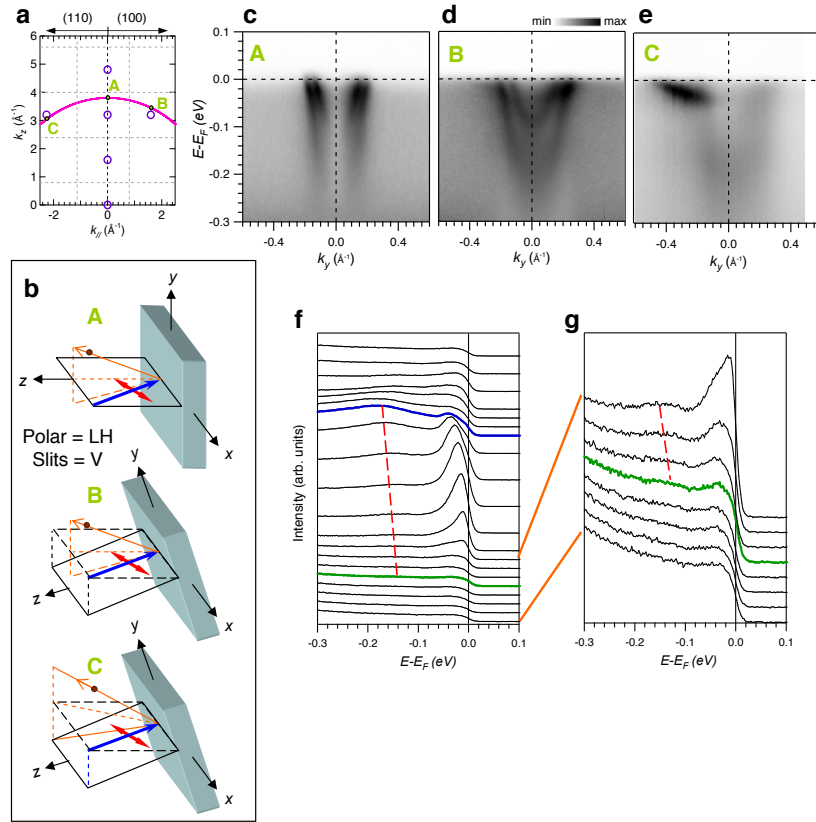 a
(110) (100)
6
5
4
3
2
1
0
k_z (Å⁻¹)
A
B
C
-2 0 2
k_// (Å⁻¹)
c
A
0.0
-0.1
-0.2
-0.3
E-E_F (eV)
-0.4 0.0 0.4
k_y (Å⁻¹)
d
min max
B
-0.4 0.0 0.4
k_y (Å⁻¹)
e
C
-0.4 0.0 0.4
k_y (Å⁻¹)
b
A
y
z
x
Polar = LH
Slits = V
B
y
z
x
C
y
z
x
f
Intensity (arb. units)
-0.3 -0.2 -0.1 0.0 0.1
E-E_F (eV)
g
-0.3 -0.2 -0.1 0.0 0.1
E-E_F (eV)